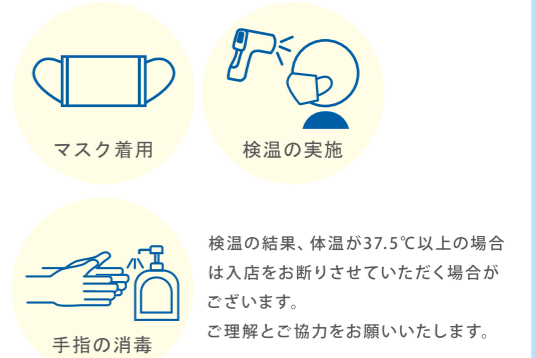 マスク着用
検温の実施
手指の消毒
検温の結果、体温が37.5℃以上の場合
は入店をお断りさせていただく場合が
ございます。
ご理解とご協力をお願いいたします。